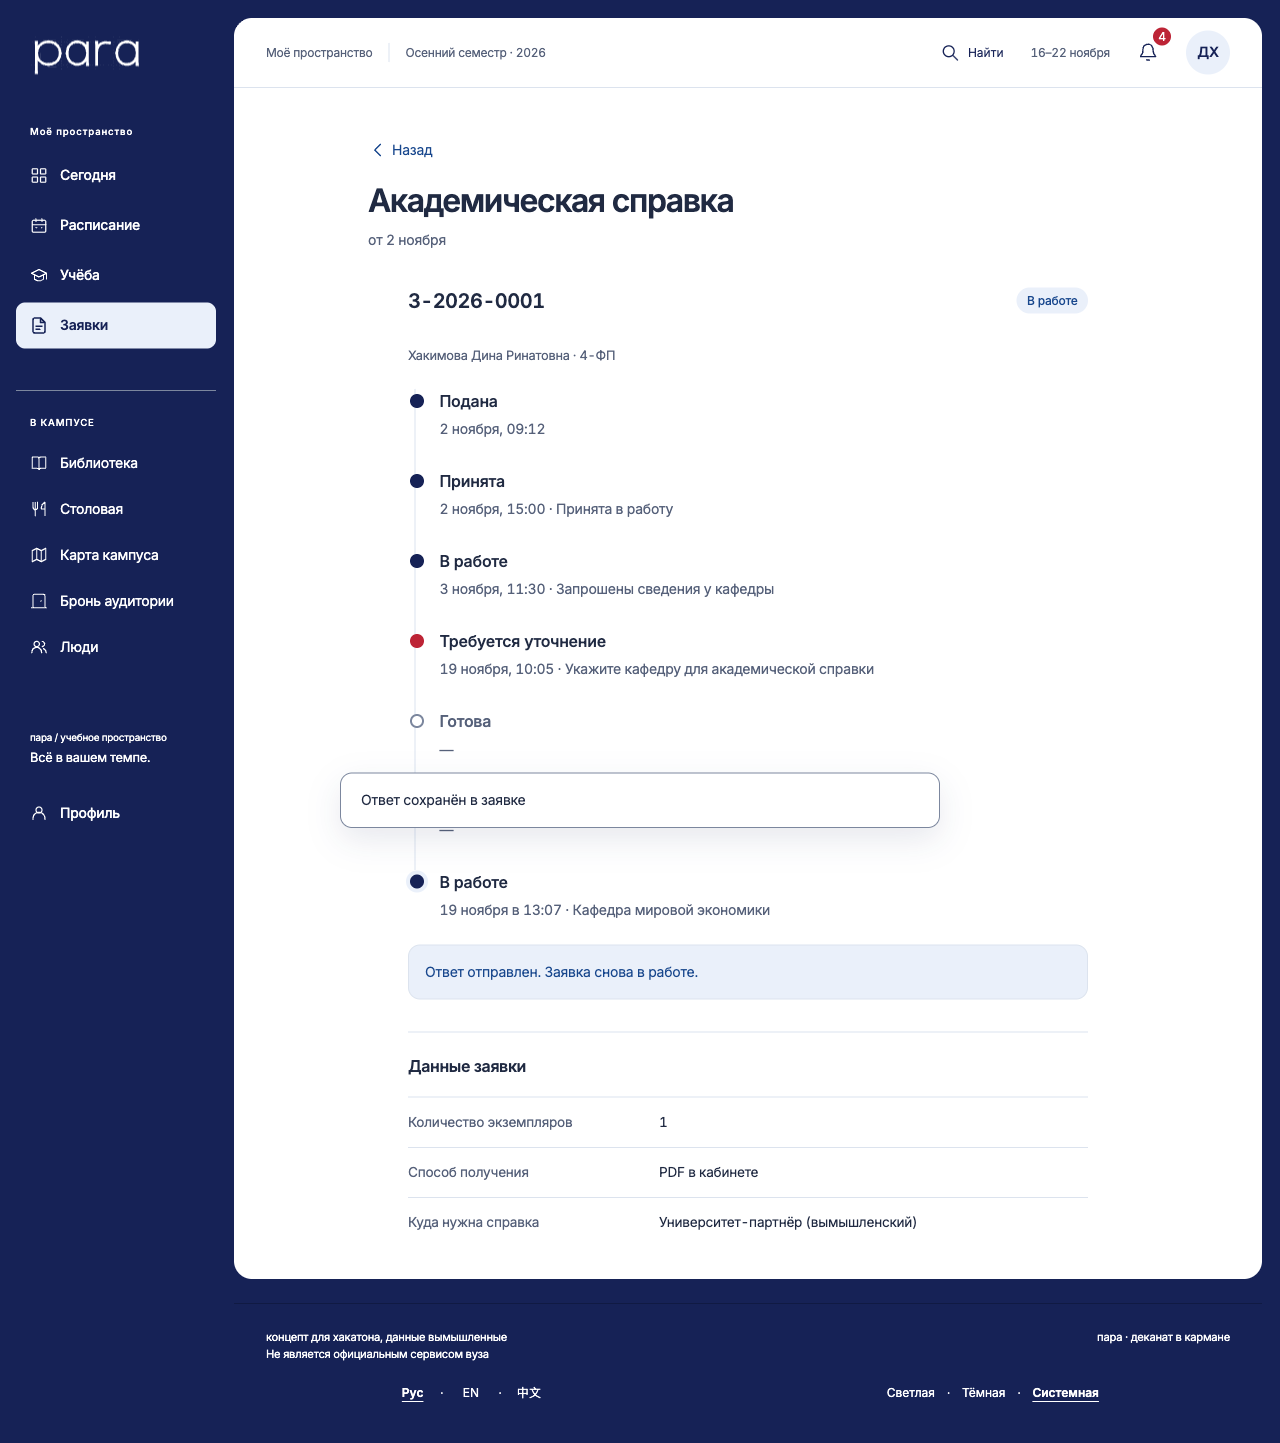 para
Моё пространство
Сегодня
Расписание
Учёба
Заявки
В КАМПУСЕ
Библиотека
Столовая
Карта кампуса
Бронь аудитории
Люди
пара / учебное пространство
Всё в вашем темпе.
Профиль
Моё пространство
Осенний семестр · 2026
Найти
16–22 ноября
4
ДХ
Назад
Академическая справка
от 2 ноября
З-2026-0001
В работе
Хакимова Дина Ринатовна · 4-ФП
Подана
2 ноября, 09:12
Принята
2 ноября, 15:00 · Принята в работу
В работе
3 ноября, 11:30 · Запрошены сведения у кафедры
Требуется уточнение
19 ноября, 10:05 · Укажите кафедру для академической справки
Готова
—
Ответ сохранён в заявке
—
В работе
19 ноября в 13:07 · Кафедра мировой экономики
Ответ отправлен. Заявка снова в работе.
Данные заявки
Количество экземпляров
1
Способ получения
PDF в кабинете
Куда нужна справка
Университет-партнёр (вымышленский)
концепт для хакатона, данные вымышленные
Не является официальным сервисом вуза
пара · деканат в кармане
Рус · EN · 中文
Светлая · Тёмная · Системная